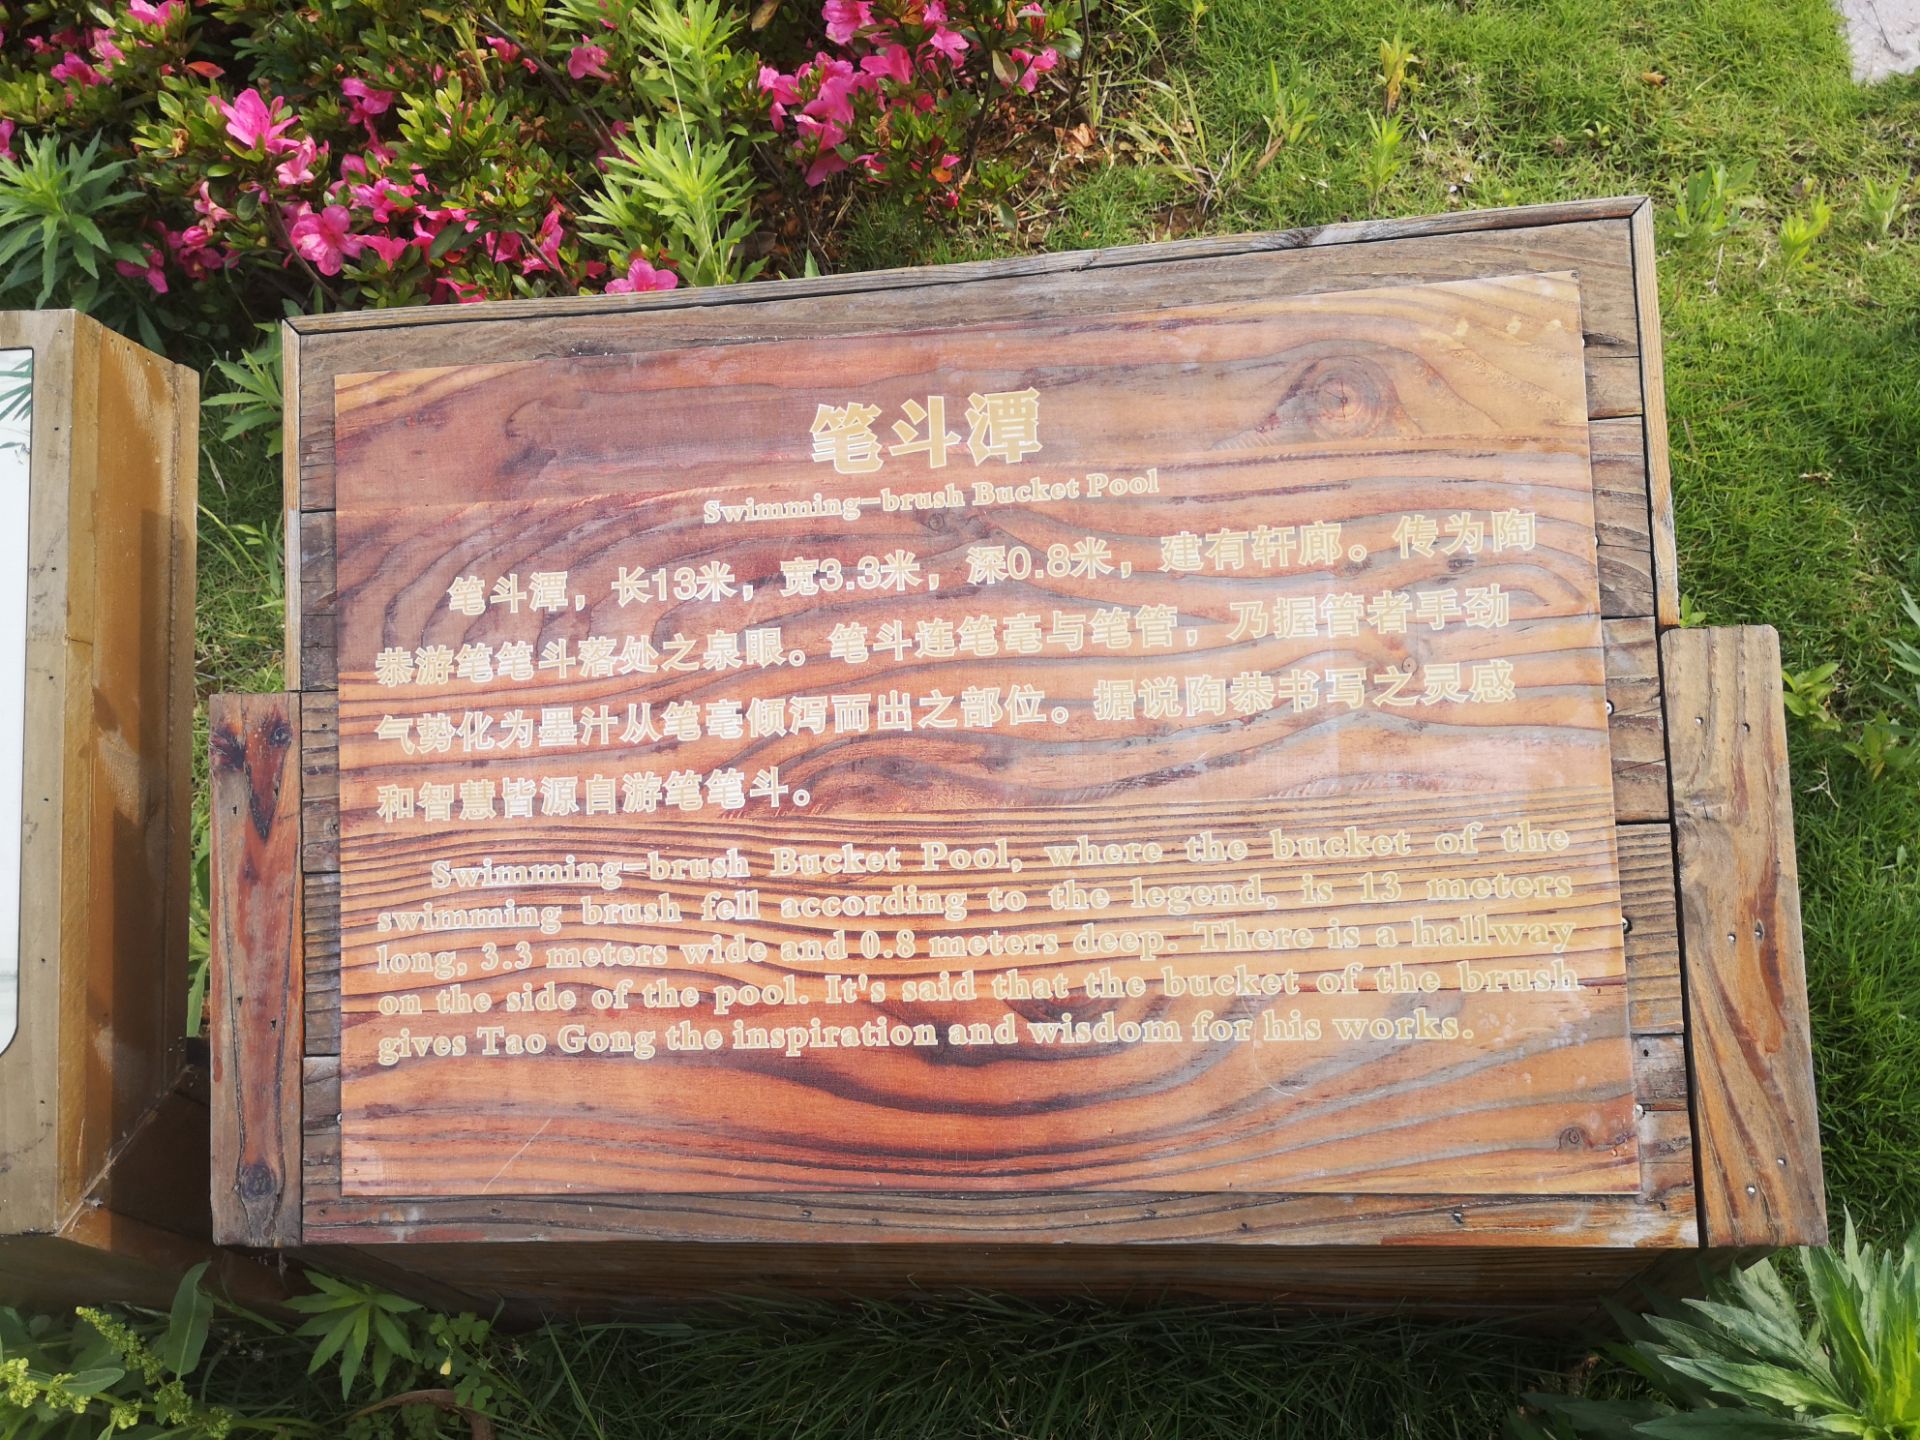 笔斗潭
Swimming-brush Bucket Pool
笔斗潭，长13米，宽3.3米，深0.8米，建有轩廊。传为陶
恭游笔笔斗落处之泉眼。笔斗连笔毫与笔管，乃握管者手劲
气势化为墨汁从笔毫倾泻而出之部位。据说陶恭书写之灵感
和智慧皆源自游笔笔斗。
Swimming-brush Bucket Pool, where the bucket of the
swimming brush fell according to the legend, is 13 meters
long, 3.3 meters wide and 0.8 meters deep. There is a hallway
on the side of the pool. It's said that the bucket of the brush
gives Tao Gong the inspiration and wisdom for his works.